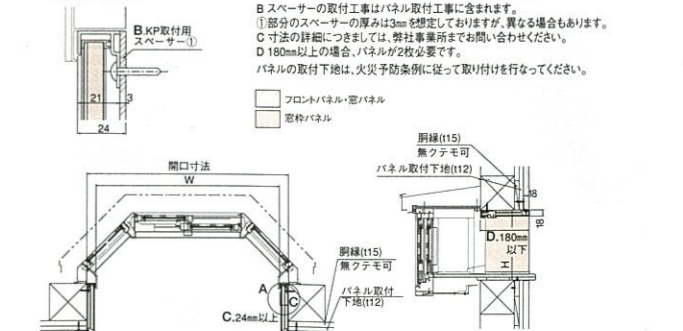 B スペーサーの取付工事はパネル取付工事に含まれます。
①部分のスペーサーの厚みは3㎜を想定しておりますが、異なる場合もあります。
C 寸法の詳細につきましては、弊社事業所までお問い合わせください。
D 180㎜以上の場合、パネルが2枚必要です。
パネルの取付下地は、火災予防条例に従って取り付けを行なってください。
B.KP取付用
スペーサー①
21
3
24
フロントパネル・窓パネル
窓枠パネル
開口寸法
W
A
C
C.24㎜以上
胴縁(t15)
無クテモ可
パネル取付
下地(t12)
胴縁(t15)
無クテモ可
パネル取付下地(t12)
18
18
D.180㎜
以下
H